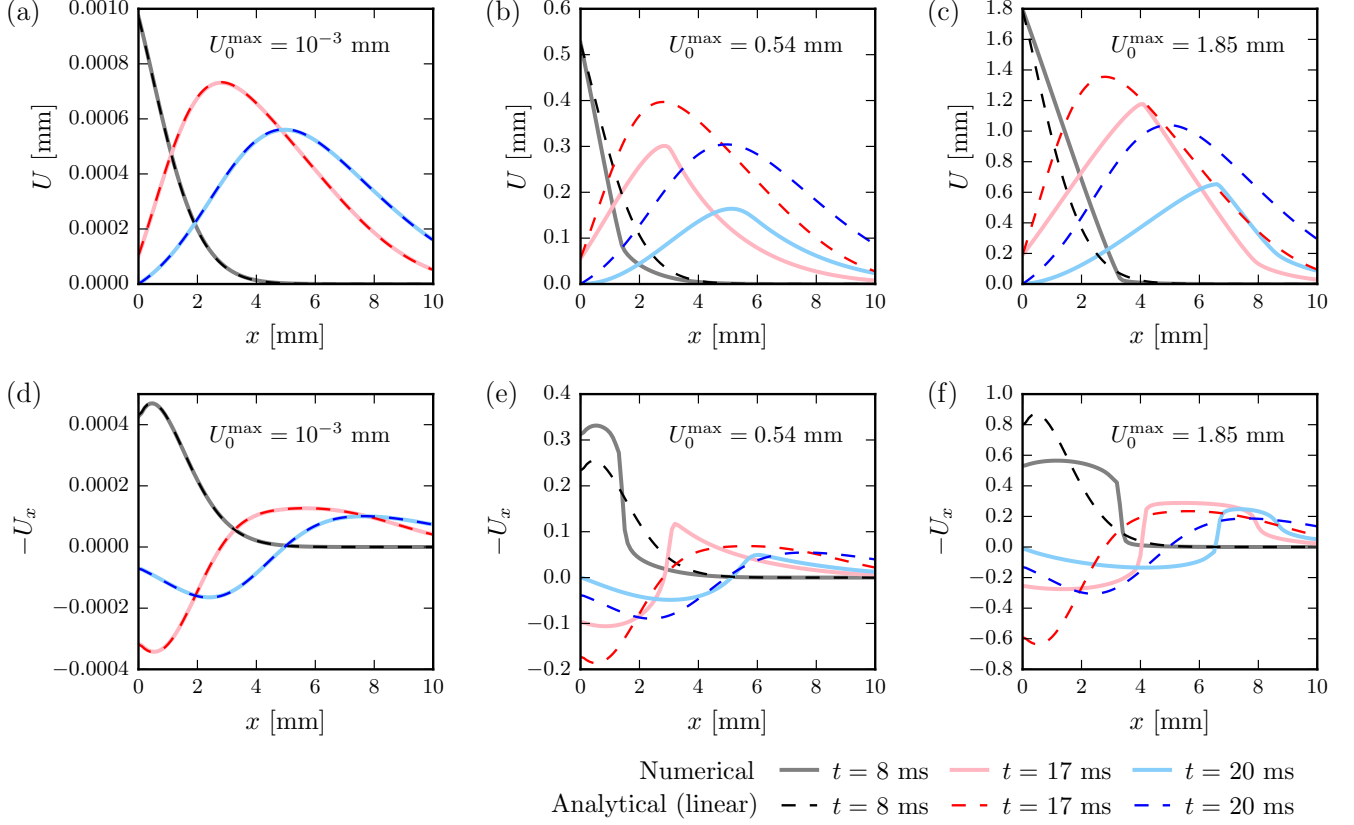 (a)
U_0^max = 10^−3 mm
0.0010
0.0008
0.0006
0.0004
0.0002
0.0000
U [mm]
0 2 4 6 8 10
x [mm]
(b)
U_0^max = 0.54 mm
0.6
0.5
0.4
0.3
0.2
0.1
0.0
U [mm]
0 2 4 6 8 10
x [mm]
(c)
U_0^max = 1.85 mm
1.8
1.6
1.4
1.2
1.0
0.8
0.6
0.4
0.2
0.0
U [mm]
0 2 4 6 8 10
x [mm]
(d)
U_0^max = 10^−3 mm
0.0004
0.0002
0.0000
−0.0002
−0.0004
−U_x
0 2 4 6 8 10
x [mm]
(e)
U_0^max = 0.54 mm
0.4
0.3
0.2
0.1
0.0
−0.1
−0.2
−U_x
0 2 4 6 8 10
x [mm]
(f)
U_0^max = 1.85 mm
1.0
0.8
0.6
0.4
0.2
0.0
−0.2
−0.4
−0.6
−0.8
−U_x
0 2 4 6 8 10
x [mm]
Numerical t = 8 ms t = 17 ms t = 20 ms
Analytical (linear) t = 8 ms t = 17 ms t = 20 ms